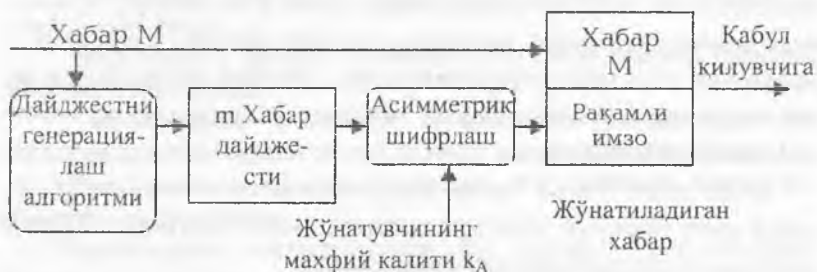 Хабар М
Хабар
М
Қабул
қилувчига
Дайджестни
генерация-
лаш
алгоритми
m Хабар
дайдже-
сти
Асимметрик
шифрлаш
Рақамли
имзо
Жўнатувчининг
махфий калити kA
Жўнатиладиган
хабар